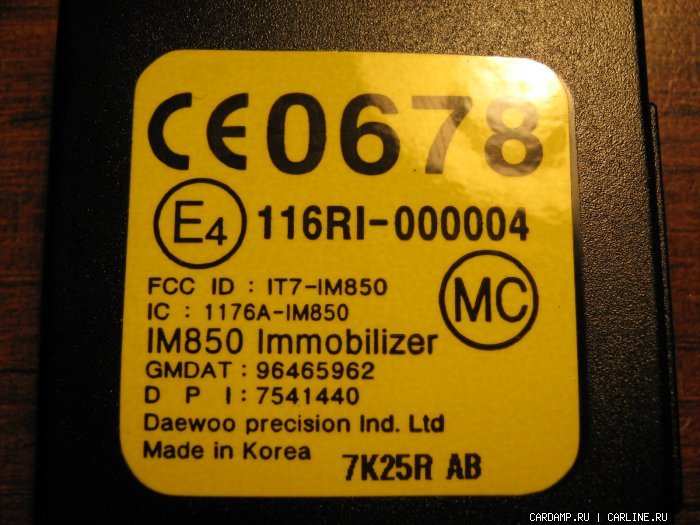 CE0678
E4 116RI-000004
FCC ID : IT7-IM850
IC : 1176A-IM850
MC
IM850 Immobilizer
GMDAT : 96465962
D P I : 7541440
Daewoo precision Ind. Ltd
Made in Korea
7K25R AB
CARDAMP.RU | CARLINE.RU